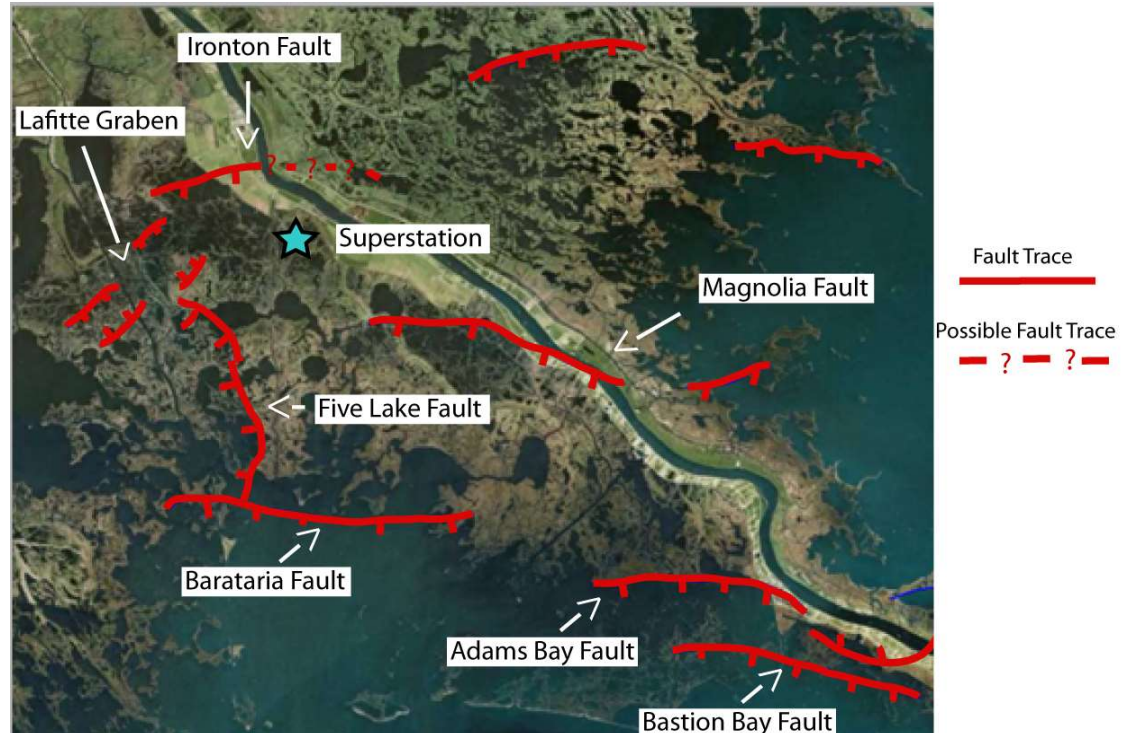 Ironton Fault
Lafitte Graben
? ? ?
Superstation
Magnolia Fault
Five Lake Fault
Barataria Fault
Adams Bay Fault
Bastion Bay Fault
Fault Trace
Possible Fault Trace
? ?